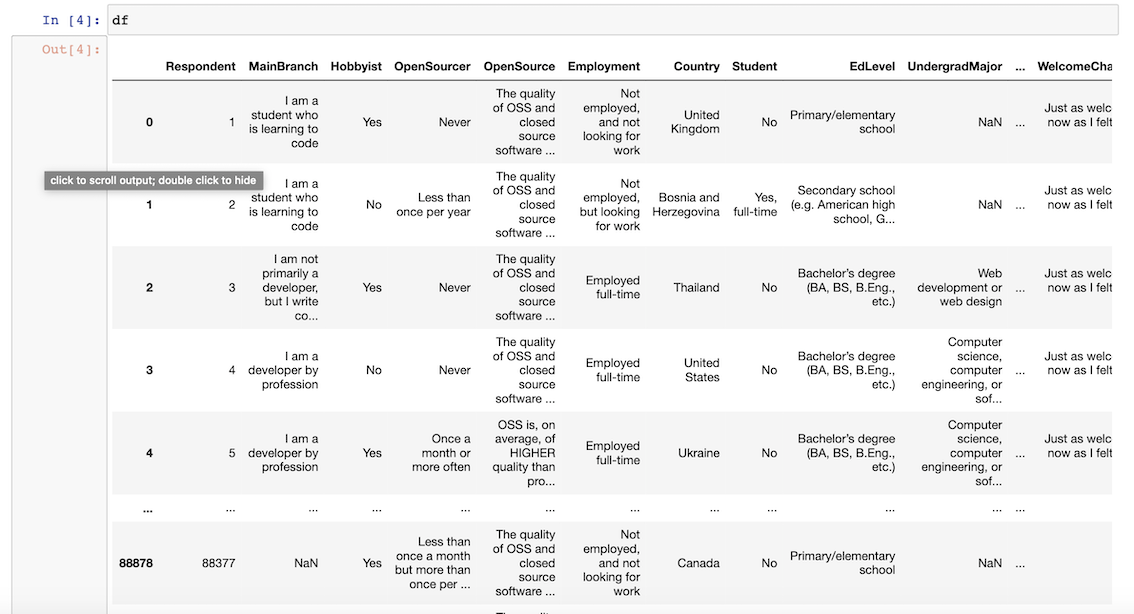 In [4]: df
Out[4]:
Respondent MainBranch Hobbyist OpenSourcer OpenSource Employment Country Student EdLevel UndergradMajor ... WelcomeCha
0 1 I am a student who is learning to code Yes Never The quality of OSS and closed source software ... Not employed, and not looking for work United Kingdom No Primary/elementary school NaN ... Just as welc now as I felt
click to scroll output; double click to hide
1 2 I am a student who is learning to code No Less than once per year The quality of OSS and closed source software ... Not employed, but looking for work Bosnia and Herzegovina Yes, full-time Secondary school (e.g. American high school, G... NaN ... Just as welc now as I felt
2 3 I am not primarily a developer, but I write co... Yes Never The quality of OSS and closed source software ... Employed full-time Thailand No Bachelor’s degree (BA, BS, B.Eng., etc.) Web development or web design ... Just as welc now as I felt
3 4 I am a developer by profession No Never The quality of OSS and closed source software ... Employed full-time United States No Bachelor’s degree (BA, BS, B.Eng., etc.) Computer science, computer engineering, or sof... ... Just as welc now as I felt
4 5 I am a developer by profession Yes Once a month or more often OSS is, on average, of HIGHER quality than pro... Employed full-time Ukraine No Bachelor’s degree (BA, BS, B.Eng., etc.) Computer science, computer engineering, or sof... ... Just as welc now as I felt
... ... ... ... ... ... ... ... ... ... ... ...
88878 88377 NaN Yes Less than once a month but more than once per ... The quality of OSS and closed source software ... Not employed, and not looking for work Canada No Primary/elementary school NaN ...